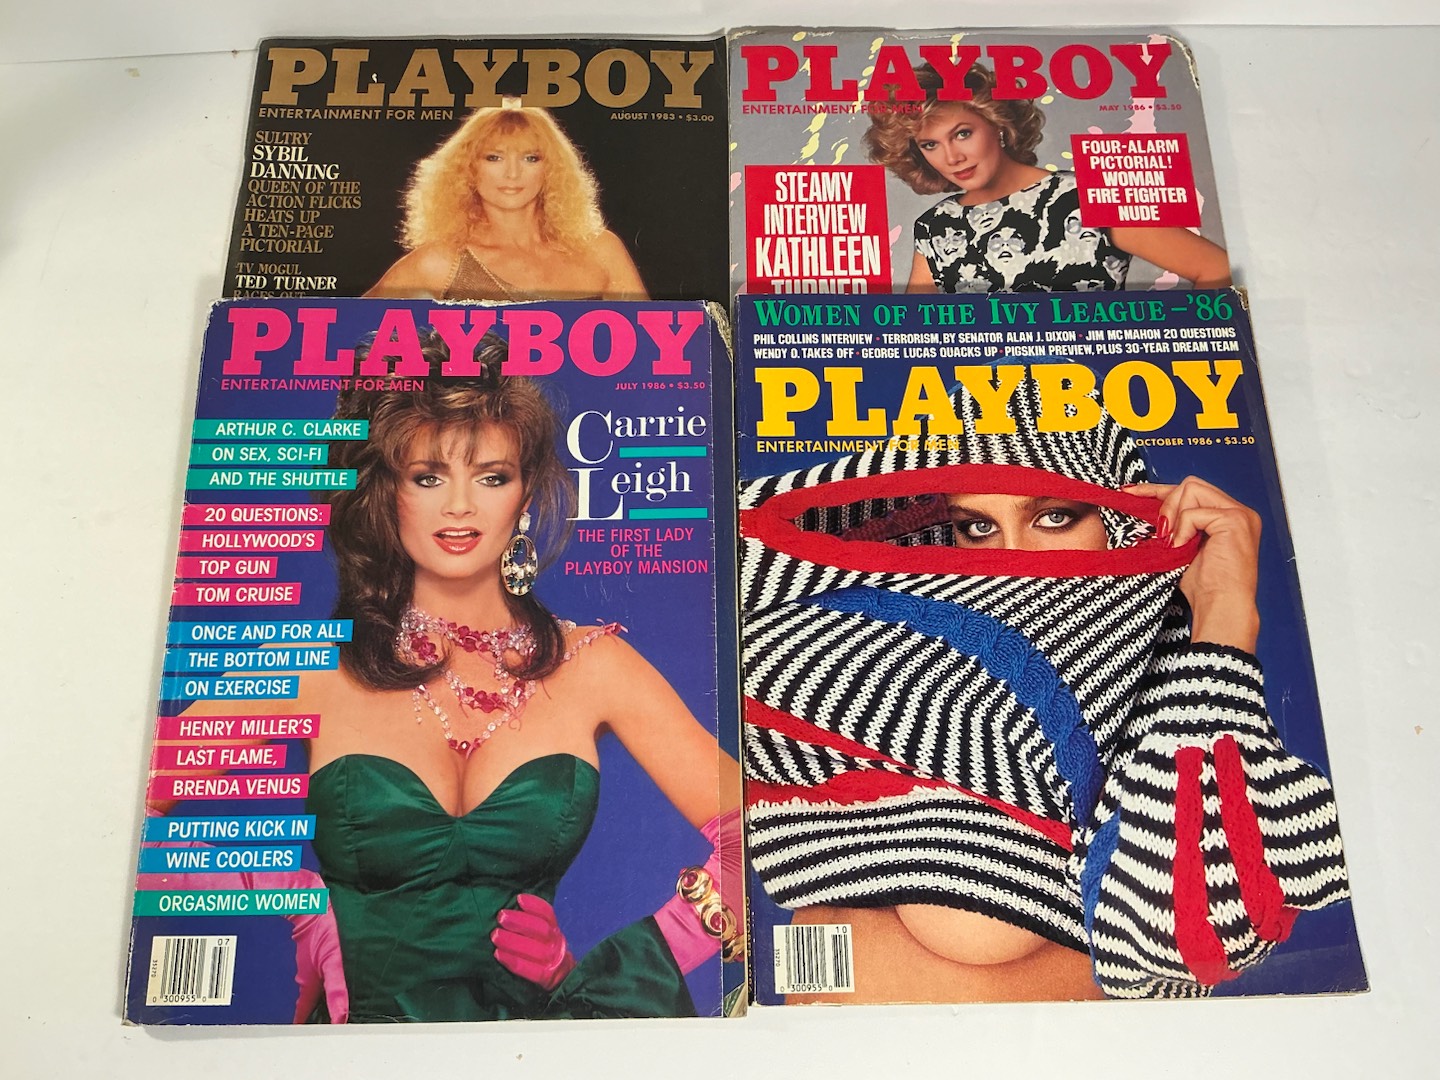 PLAYBOY
ENTERTAINMENT FOR MEN
AUGUST 1983 • $3.00
SULTRY
SYBIL
DANNING
QUEEN OF THE
ACTION FLICKS
HEATS UP
A TEN-PAGE
PICTORIAL
TV MOGUL
TED TURNER
RACES OUT
PLAYBOY
ENTERTAINMENT FOR MEN
MAY 1986 • $3.50
STEAMY
INTERVIEW
KATHLEEN
TURNER
FOUR-ALARM
PICTORIAL!
WOMAN
FIRE FIGHTER
NUDE
PLAYBOY
ENTERTAINMENT FOR MEN
JULY 1986 • $3.50
ARTHUR C. CLARKE
ON SEX, SCI-FI
AND THE SHUTTLE
20 QUESTIONS:
HOLLYWOOD'S
TOP GUN
TOM CRUISE
ONCE AND FOR ALL
THE BOTTOM LINE
ON EXERCISE
HENRY MILLER'S
LAST FLAME,
BRENDA VENUS
PUTTING KICK IN
WINE COOLERS
ORGASMIC WOMEN
Carrie
Leigh
THE FIRST LADY
OF THE
PLAYBOY MANSION
07
35270
0 300955 0
WOMEN OF THE IVY LEAGUE—'86
PHIL COLLINS INTERVIEW • TERRORISM, BY SENATOR ALAN J. DIXON • JIM MCMAHON 20 QUESTIONS
WENDY O. TAKES OFF • GEORGE LUCAS QUACKS UP • PIGSKIN PREVIEW, PLUS 30-YEAR DREAM TEAM
PLAYBOY
ENTERTAINMENT FOR MEN
OCTOBER 1986 • $3.50
10
35270
0 300955 0